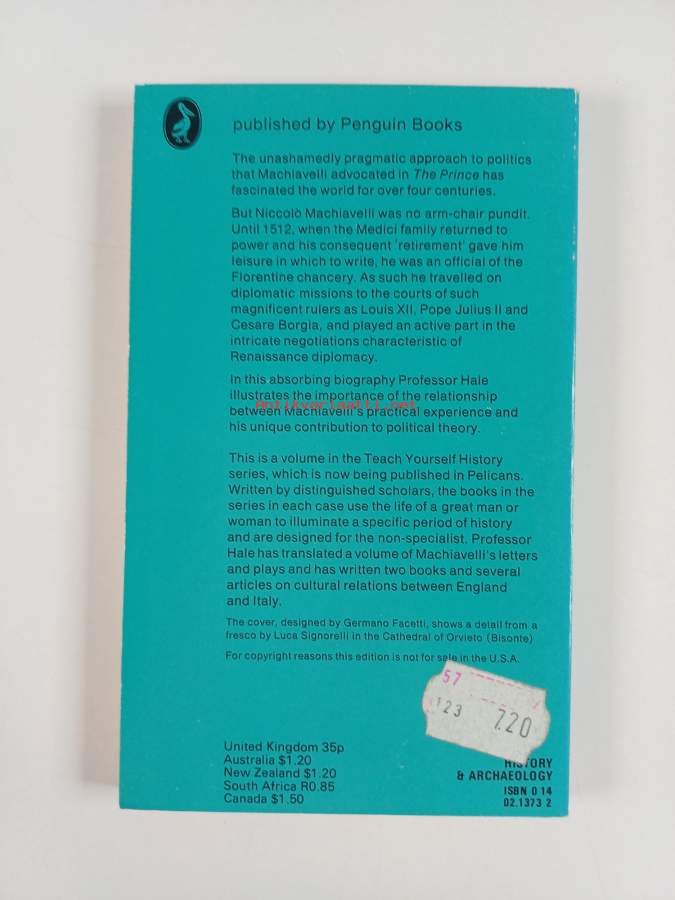 published by Penguin Books
The unashamedly pragmatic approach to politics
that Machiavelli advocated in The Prince has
fascinated the world for over four centuries.
But Niccolò Machiavelli was no arm-chair pundit.
Until 1512, when the Medici family returned to
power and his consequent 'retirement' gave him
leisure in which to write, he was an official of the
Florentine chancery. As such he travelled on
diplomatic missions to the courts of such
magnificent rulers as Louis XII, Pope Julius II and
Cesare Borgia, and played an active part in the
intricate negotiations characteristic of
Renaissance diplomacy.
In this absorbing biography Professor Hale
illustrates the importance of the relationship
Antikvariaatti.net
between Machiavelli's practical experience and
his unique contribution to political theory.
This is a volume in the Teach Yourself History
series, which is now being published in Pelicans.
Written by distinguished scholars, the books in the
series in each case use the life of a great man or
woman to illuminate a specific period of history
and are designed for the non-specialist. Professor
Hale has translated a volume of Machiavelli's letters
and plays and has written two books and several
articles on cultural relations between England
and Italy.
The cover, designed by Germano Facetti, shows a detail from a
fresco by Luca Signorelli in the Cathedral of Orvieto (Bisonte)
For copyright reasons this edition is not for sale in the U.S.A.
57
123 7.20
United Kingdom 35p
Australia $1.20
New Zealand $1.20
South Africa R0.85
Canada $1.50
HISTORY
& ARCHAEOLOGY
ISBN 0 14
02.1373 2